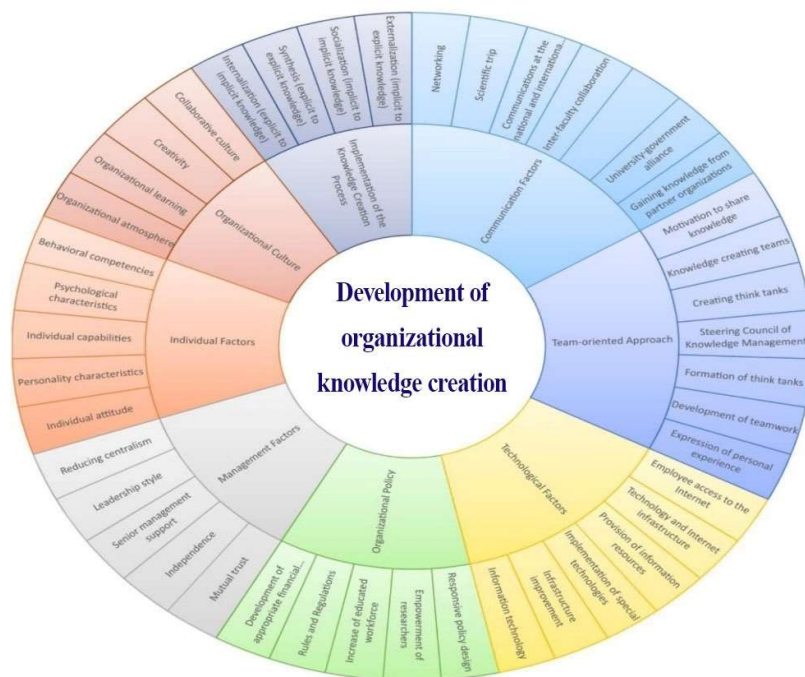 Development of
organizational
knowledge creation
Communication Factors
Networking
Scientific trip
Communications at the
national and internationa...
Inter-faculty collaboration
University-government
alliance
Gaining knowledge from
partner organizations
Team-oriented Approach
Motivation to share
knowledge
Knowledge creating teams
Creating think tanks
Steering Council of
Knowledge Management
Formation of think tanks
Development of teamwork
Expression of personal
experience
Technological Factors
Employee access to the
Internet
Technology and Internet
infrastructure
Provision of information
resources
Implementation of special
technologies
Infrastructure
improvement
Information technology
Organizational Policy
Responsive policy design
Empowerment of
researchers
Increase of educated
workforce
Rules and Regulations
Development of
appropriate financial...
Management Factors
Mutual trust
Independence
Senior management
support
Leadership style
Reducing centralism
Individual Factors
Individual attitude
Personality characteristics
Individual capabilities
Psychological
characteristics
Behavioral competencies
Organizational Culture
Organizational atmosphere
Organizational learning
Creativity
Collaborative culture
Implementation of the
Knowledge Creation
Process
Internalization (explicit to
implicit knowledge)
Synthesis (explicit to
explicit knowledge)
Socialization (implicit to
implicit knowledge)
Externalization (implicit to
explicit knowledge)